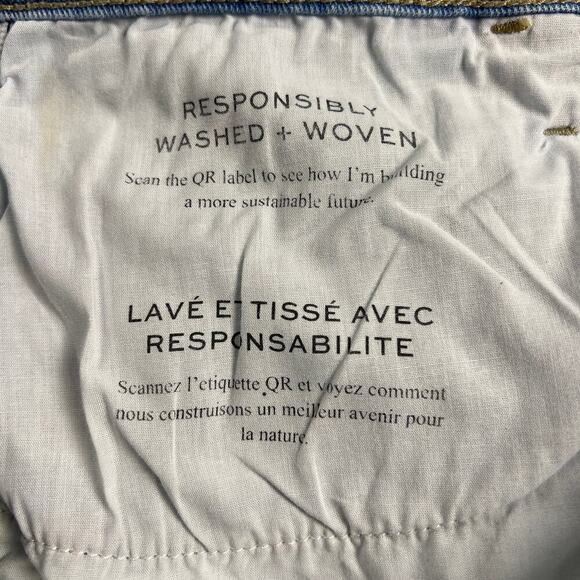 RESPONSIBLY
WASHED + WOVEN
Scan the QR label to see how I'm building
a more sustainable future.
LAVÉ ET TISSÉ AVEC
RESPONSABILITE
Scannez l'etiquette QR et voyez comment
nous construisons un meilleur avenir pour
la nature.